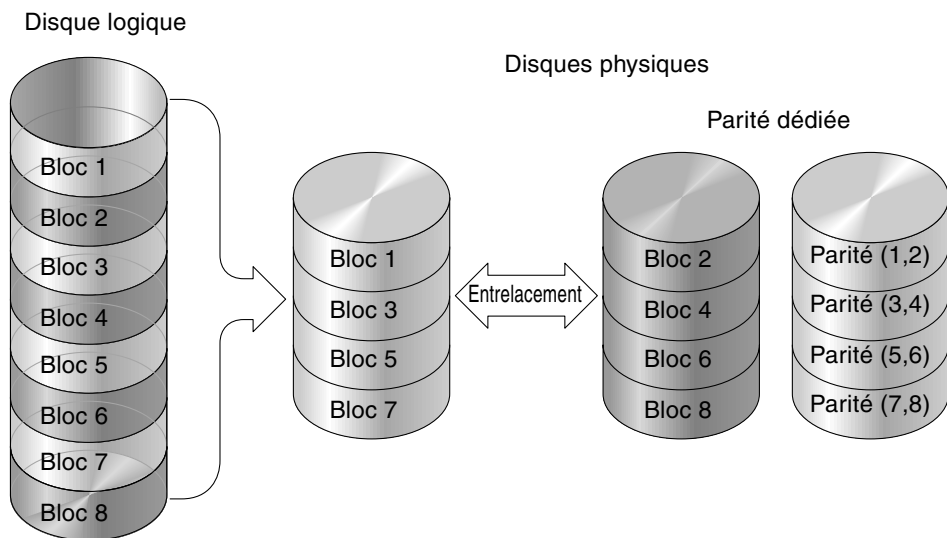 Disque logique
Disques physiques
Parité dédiée
Bloc 1
Bloc 2
Bloc 3
Bloc 4
Bloc 5
Bloc 6
Bloc 7
Bloc 8
Bloc 1
Bloc 3
Bloc 5
Bloc 7
Entrelacement
Bloc 2
Bloc 4
Bloc 6
Bloc 8
Parité (1,2)
Parité (3,4)
Parité (5,6)
Parité (7,8)